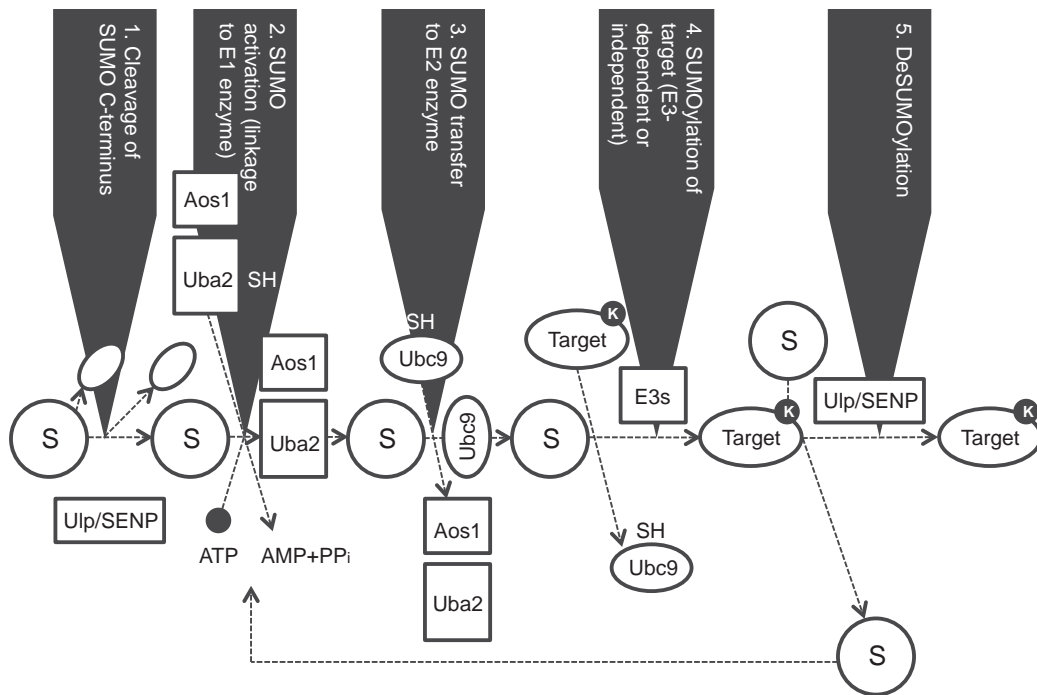 1. Cleavage of
SUMO C-terminus
2. SUMO
activation (linkage
to E1 enzyme)
3. SUMO transfer
to E2 enzyme
4. SUMOylation of
target (E3-
dependent or
independent)
5. DeSUMOylation
Aos1
Uba2
SH
Aos1
Uba2
SH
Ubc9
Ubc9
Target
K
E3s
S
Ulp/SENP
S
S
S
S
Target
K
Target
K
Ulp/SENP
ATP
AMP+PPi
Aos1
Uba2
SH
Ubc9
S